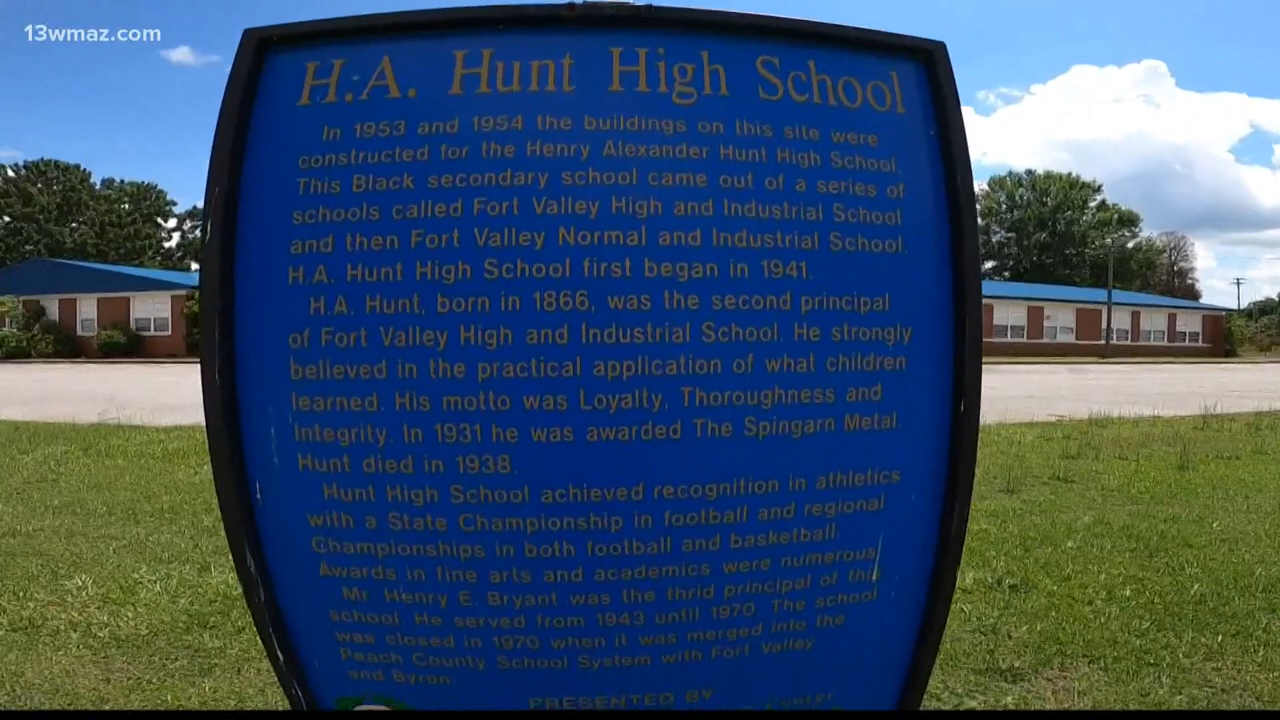 13wmaz.com
H.A. Hunt High School
In 1953 and 1954 the buildings on this site were
constructed for the Henry Alexander Hunt High School.
This Black secondary school came out of a series of
schools called Fort Valley High and Industrial School
and then Fort Valley Normal and Industrial School.
H.A. Hunt High School first began in 1941.
H.A. Hunt, born in 1866, was the second principal
of Fort Valley High and Industrial School. He strongly
believed in the practical application of what children
learned. His motto was Loyalty, Thoroughness and
Integrity. In 1931 he was awarded The Spingarn Metal.
Hunt died in 1938.
Hunt High School achieved recognition in athletics
with a State Championship in football and regional
Championships in both football and basketball.
Awards in fine arts and academics were numerous.
Mr. Henry E. Bryant was the thrid principal of this
school. He served from 1943 until 1970. The school
was closed in 1970 when it was merged into the
Peach County School System with Fort Valley
and Byron.
PRESENTED BY
Center